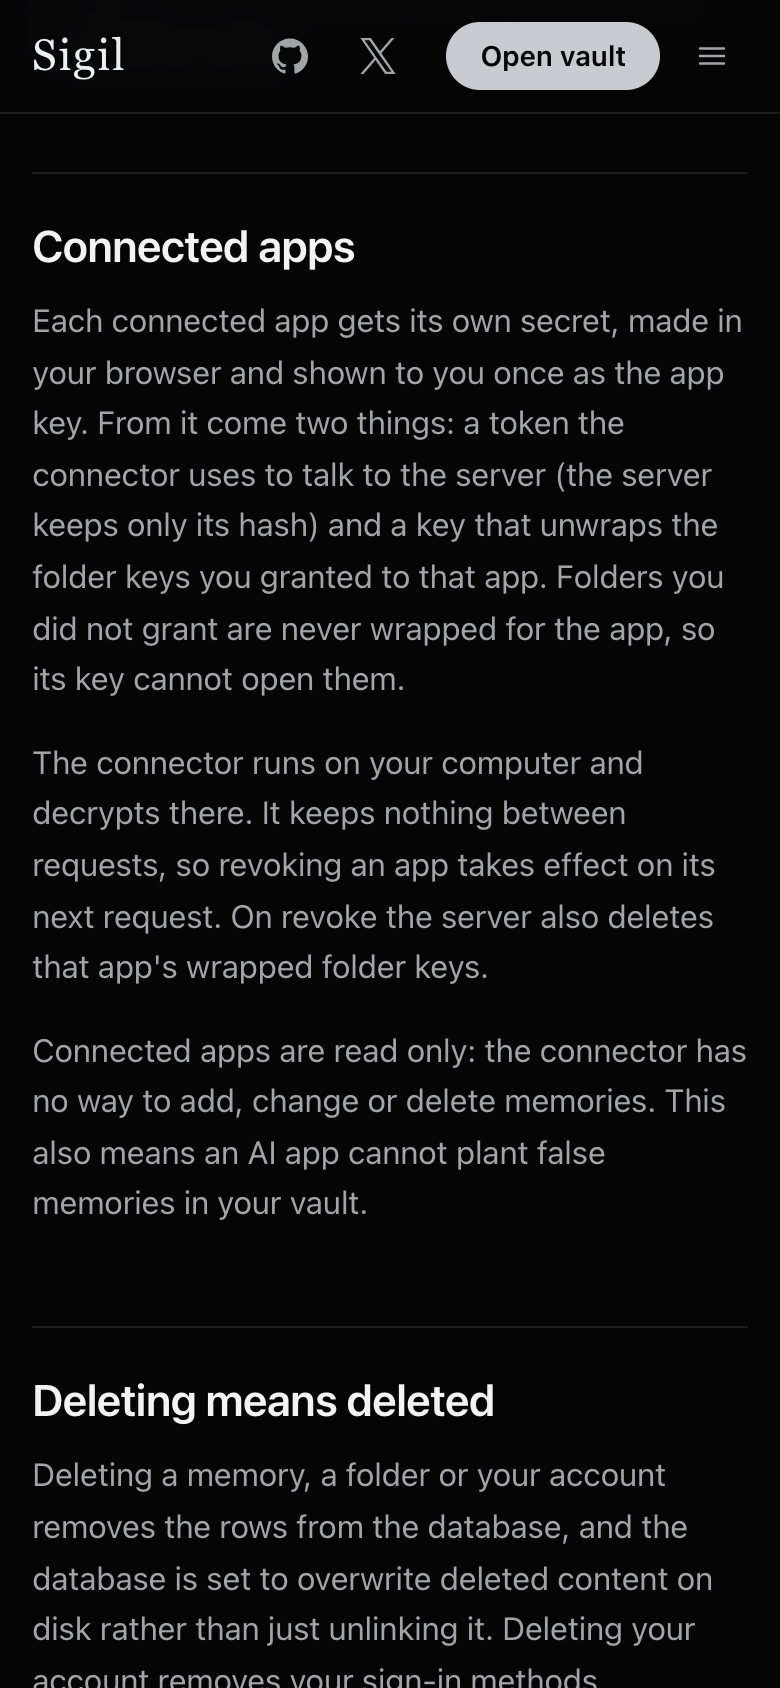 Sigil
Open vault
Connected apps
Each connected app gets its own secret, made in
your browser and shown to you once as the app
key. From it come two things: a token the
connector uses to talk to the server (the server
keeps only its hash) and a key that unwraps the
folder keys you granted to that app. Folders you
did not grant are never wrapped for the app, so
its key cannot open them.
The connector runs on your computer and
decrypts there. It keeps nothing between
requests, so revoking an app takes effect on its
next request. On revoke the server also deletes
that app's wrapped folder keys.
Connected apps are read only: the connector has
no way to add, change or delete memories. This
also means an AI app cannot plant false
memories in your vault.
Deleting means deleted
Deleting a memory, a folder or your account
removes the rows from the database, and the
database is set to overwrite deleted content on
disk rather than just unlinking it. Deleting your
account removes your sign-in methods